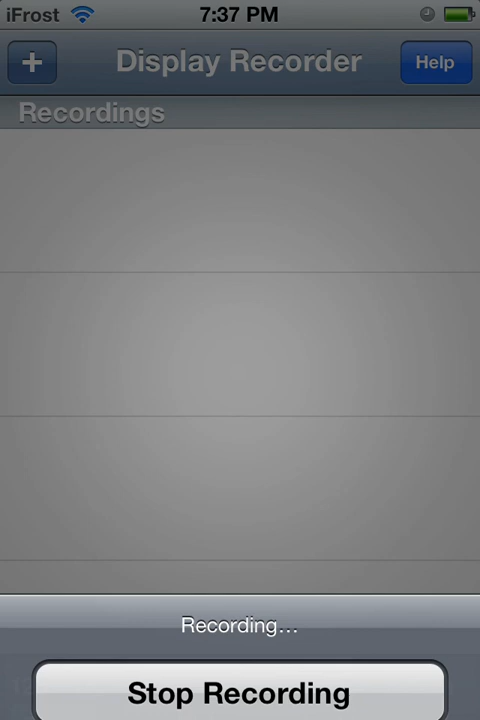 iFrost 7:37 PM
+ Display Recorder Help
Recordings
Recording...
Stop Recording